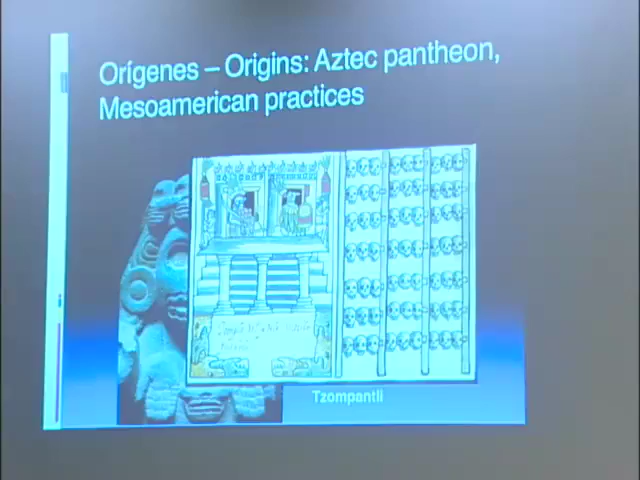 Orígenes – Origins: Aztec pantheon,
Mesoamerican practices
Tzompantli